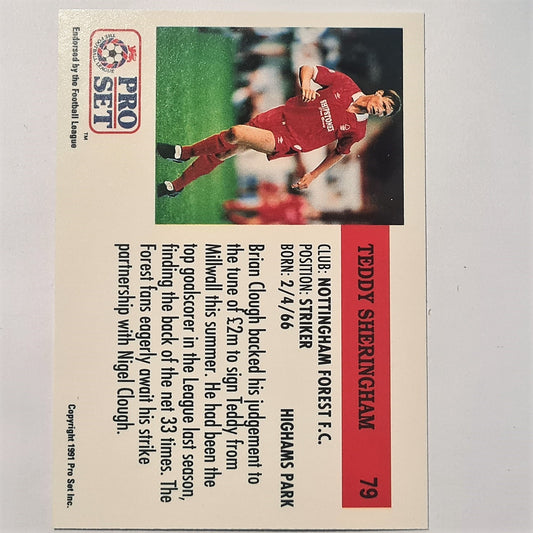 TEDDY SHERINGHAM 79
SHIPSTONES
CLUB: NOTTINGHAM FOREST F.C.
POSITION: STRIKER
BORN: 2/4/66 HIGHAMS PARK
Brian Clough backed his judgement to
the tune of £2m to sign Teddy from
Millwall this summer. He had been the
top goalscorer in the League last season,
finding the back of the net 33 times. The
Forest fans eagerly await his strike
partnership with Nigel Clough.
PRO
SET
™
Endorsed by the Football League
Copyright 1991 Pro Set Inc.